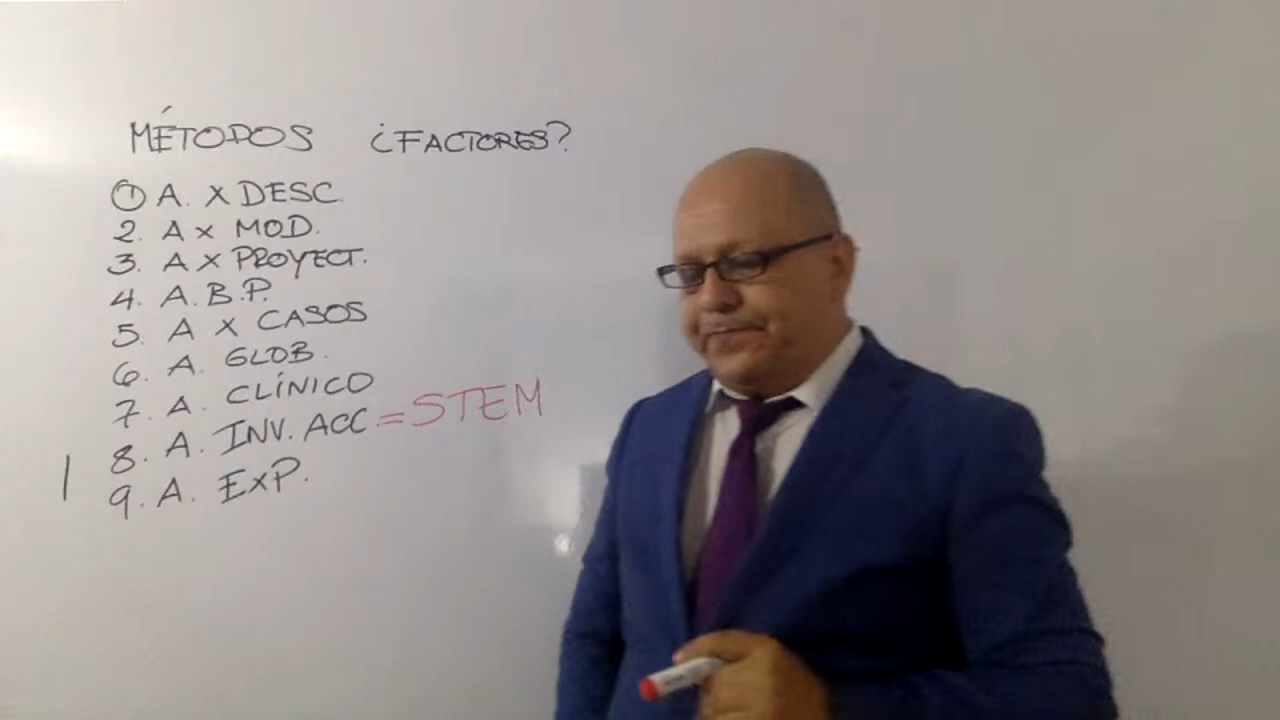 MÉTODOS ¿FACTORES?
① A. X DESC.
2. A x MOD.
3. A x PROYECT.
4. A.B.P.
5. A X CASOS
6. A. GLOB.
7. A. CLÍNICO
8. A. INV. ACC = STEM
9. A. EXP.